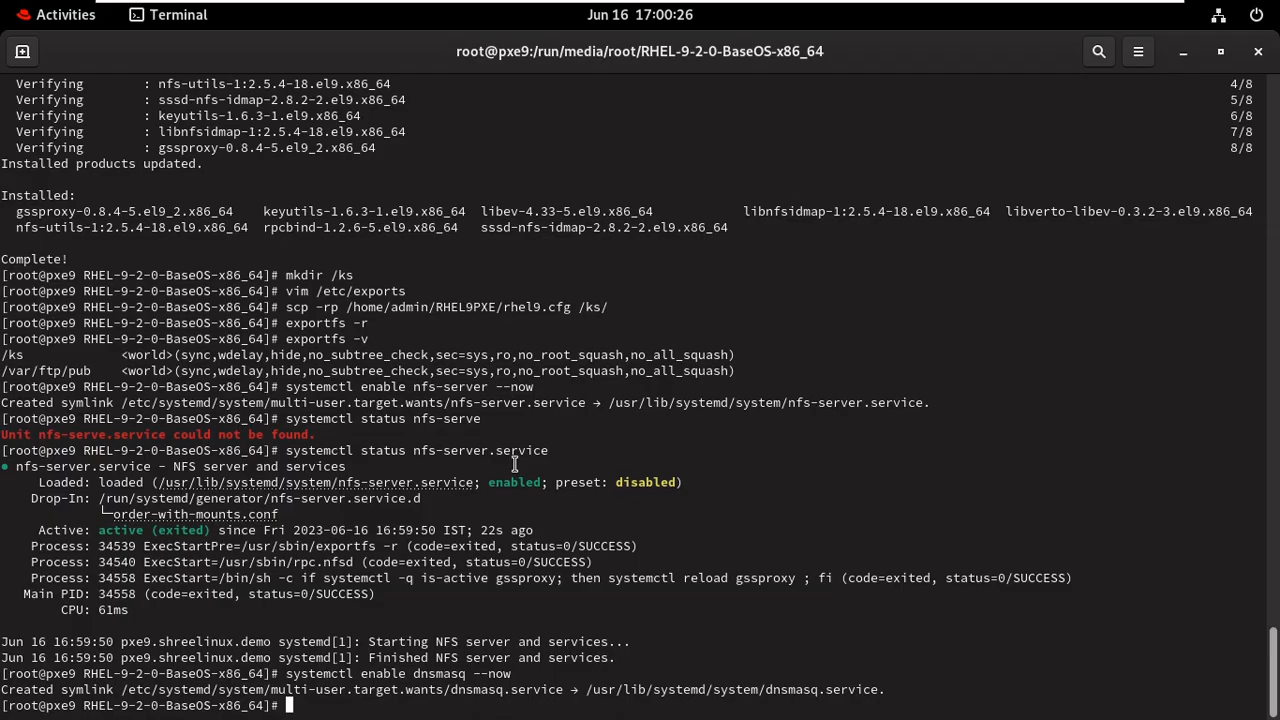 Activities Terminal Jun 16 17:00:26
root@pxe9:/run/media/root/RHEL-9-2-0-BaseOS-x86_64
Verifying : nfs-utils-1:2.5.4-18.el9.x86_64 4/8
Verifying : sssd-nfs-idmap-2.8.2-2.el9.x86_64 5/8
Verifying : keyutils-1.6.3-1.el9.x86_64 6/8
Verifying : libnfsidmap-1:2.5.4-18.el9.x86_64 7/8
Verifying : gssproxy-0.8.4-5.el9_2.x86_64 8/8
Installed products updated.
Installed:
gssproxy-0.8.4-5.el9_2.x86_64 keyutils-1.6.3-1.el9.x86_64 libev-4.33-5.el9.x86_64 libnfsidmap-1:2.5.4-18.el9.x86_64 libverto-libev-0.3.2-3.el9.x86_64
nfs-utils-1:2.5.4-18.el9.x86_64 rpcbind-1.2.6-5.el9.x86_64 sssd-nfs-idmap-2.8.2-2.el9.x86_64
Complete!
[root@pxe9 RHEL-9-2-0-BaseOS-x86_64]# mkdir /ks
[root@pxe9 RHEL-9-2-0-BaseOS-x86_64]# vim /etc/exports
[root@pxe9 RHEL-9-2-0-BaseOS-x86_64]# scp -rp /home/admin/RHEL9PXE/rhel9.cfg /ks/
[root@pxe9 RHEL-9-2-0-BaseOS-x86_64]# exportfs -r
[root@pxe9 RHEL-9-2-0-BaseOS-x86_64]# exportfs -v
/ks <world>(sync,wdelay,hide,no_subtree_check,sec=sys,ro,no_root_squash,no_all_squash)
/var/ftp/pub <world>(sync,wdelay,hide,no_subtree_check,sec=sys,ro,no_root_squash,no_all_squash)
[root@pxe9 RHEL-9-2-0-BaseOS-x86_64]# systemctl enable nfs-server --now
Created symlink /etc/systemd/system/multi-user.target.wants/nfs-server.service → /usr/lib/systemd/system/nfs-server.service.
[root@pxe9 RHEL-9-2-0-BaseOS-x86_64]# systemctl status nfs-serve
Unit nfs-serve.service could not be found.
[root@pxe9 RHEL-9-2-0-BaseOS-x86_64]# systemctl status nfs-server.service
● nfs-server.service - NFS server and services
Loaded: loaded (/usr/lib/systemd/system/nfs-server.service; enabled; preset: disabled)
Drop-In: /run/systemd/generator/nfs-server.service.d
└─order-with-mounts.conf
Active: active (exited) since Fri 2023-06-16 16:59:50 IST; 22s ago
Process: 34539 ExecStartPre=/usr/sbin/exportfs -r (code=exited, status=0/SUCCESS)
Process: 34540 ExecStart=/usr/sbin/rpc.nfsd (code=exited, status=0/SUCCESS)
Process: 34558 ExecStart=/bin/sh -c if systemctl -q is-active gssproxy; then systemctl reload gssproxy ; fi (code=exited, status=0/SUCCESS)
Main PID: 34558 (code=exited, status=0/SUCCESS)
CPU: 61ms
Jun 16 16:59:50 pxe9.shreelinux.demo systemd[1]: Starting NFS server and services...
Jun 16 16:59:50 pxe9.shreelinux.demo systemd[1]: Finished NFS server and services.
[root@pxe9 RHEL-9-2-0-BaseOS-x86_64]# systemctl enable dnsmasq --now
Created symlink /etc/systemd/system/multi-user.target.wants/dnsmasq.service → /usr/lib/systemd/system/dnsmasq.service.
[root@pxe9 RHEL-9-2-0-BaseOS-x86_64]#